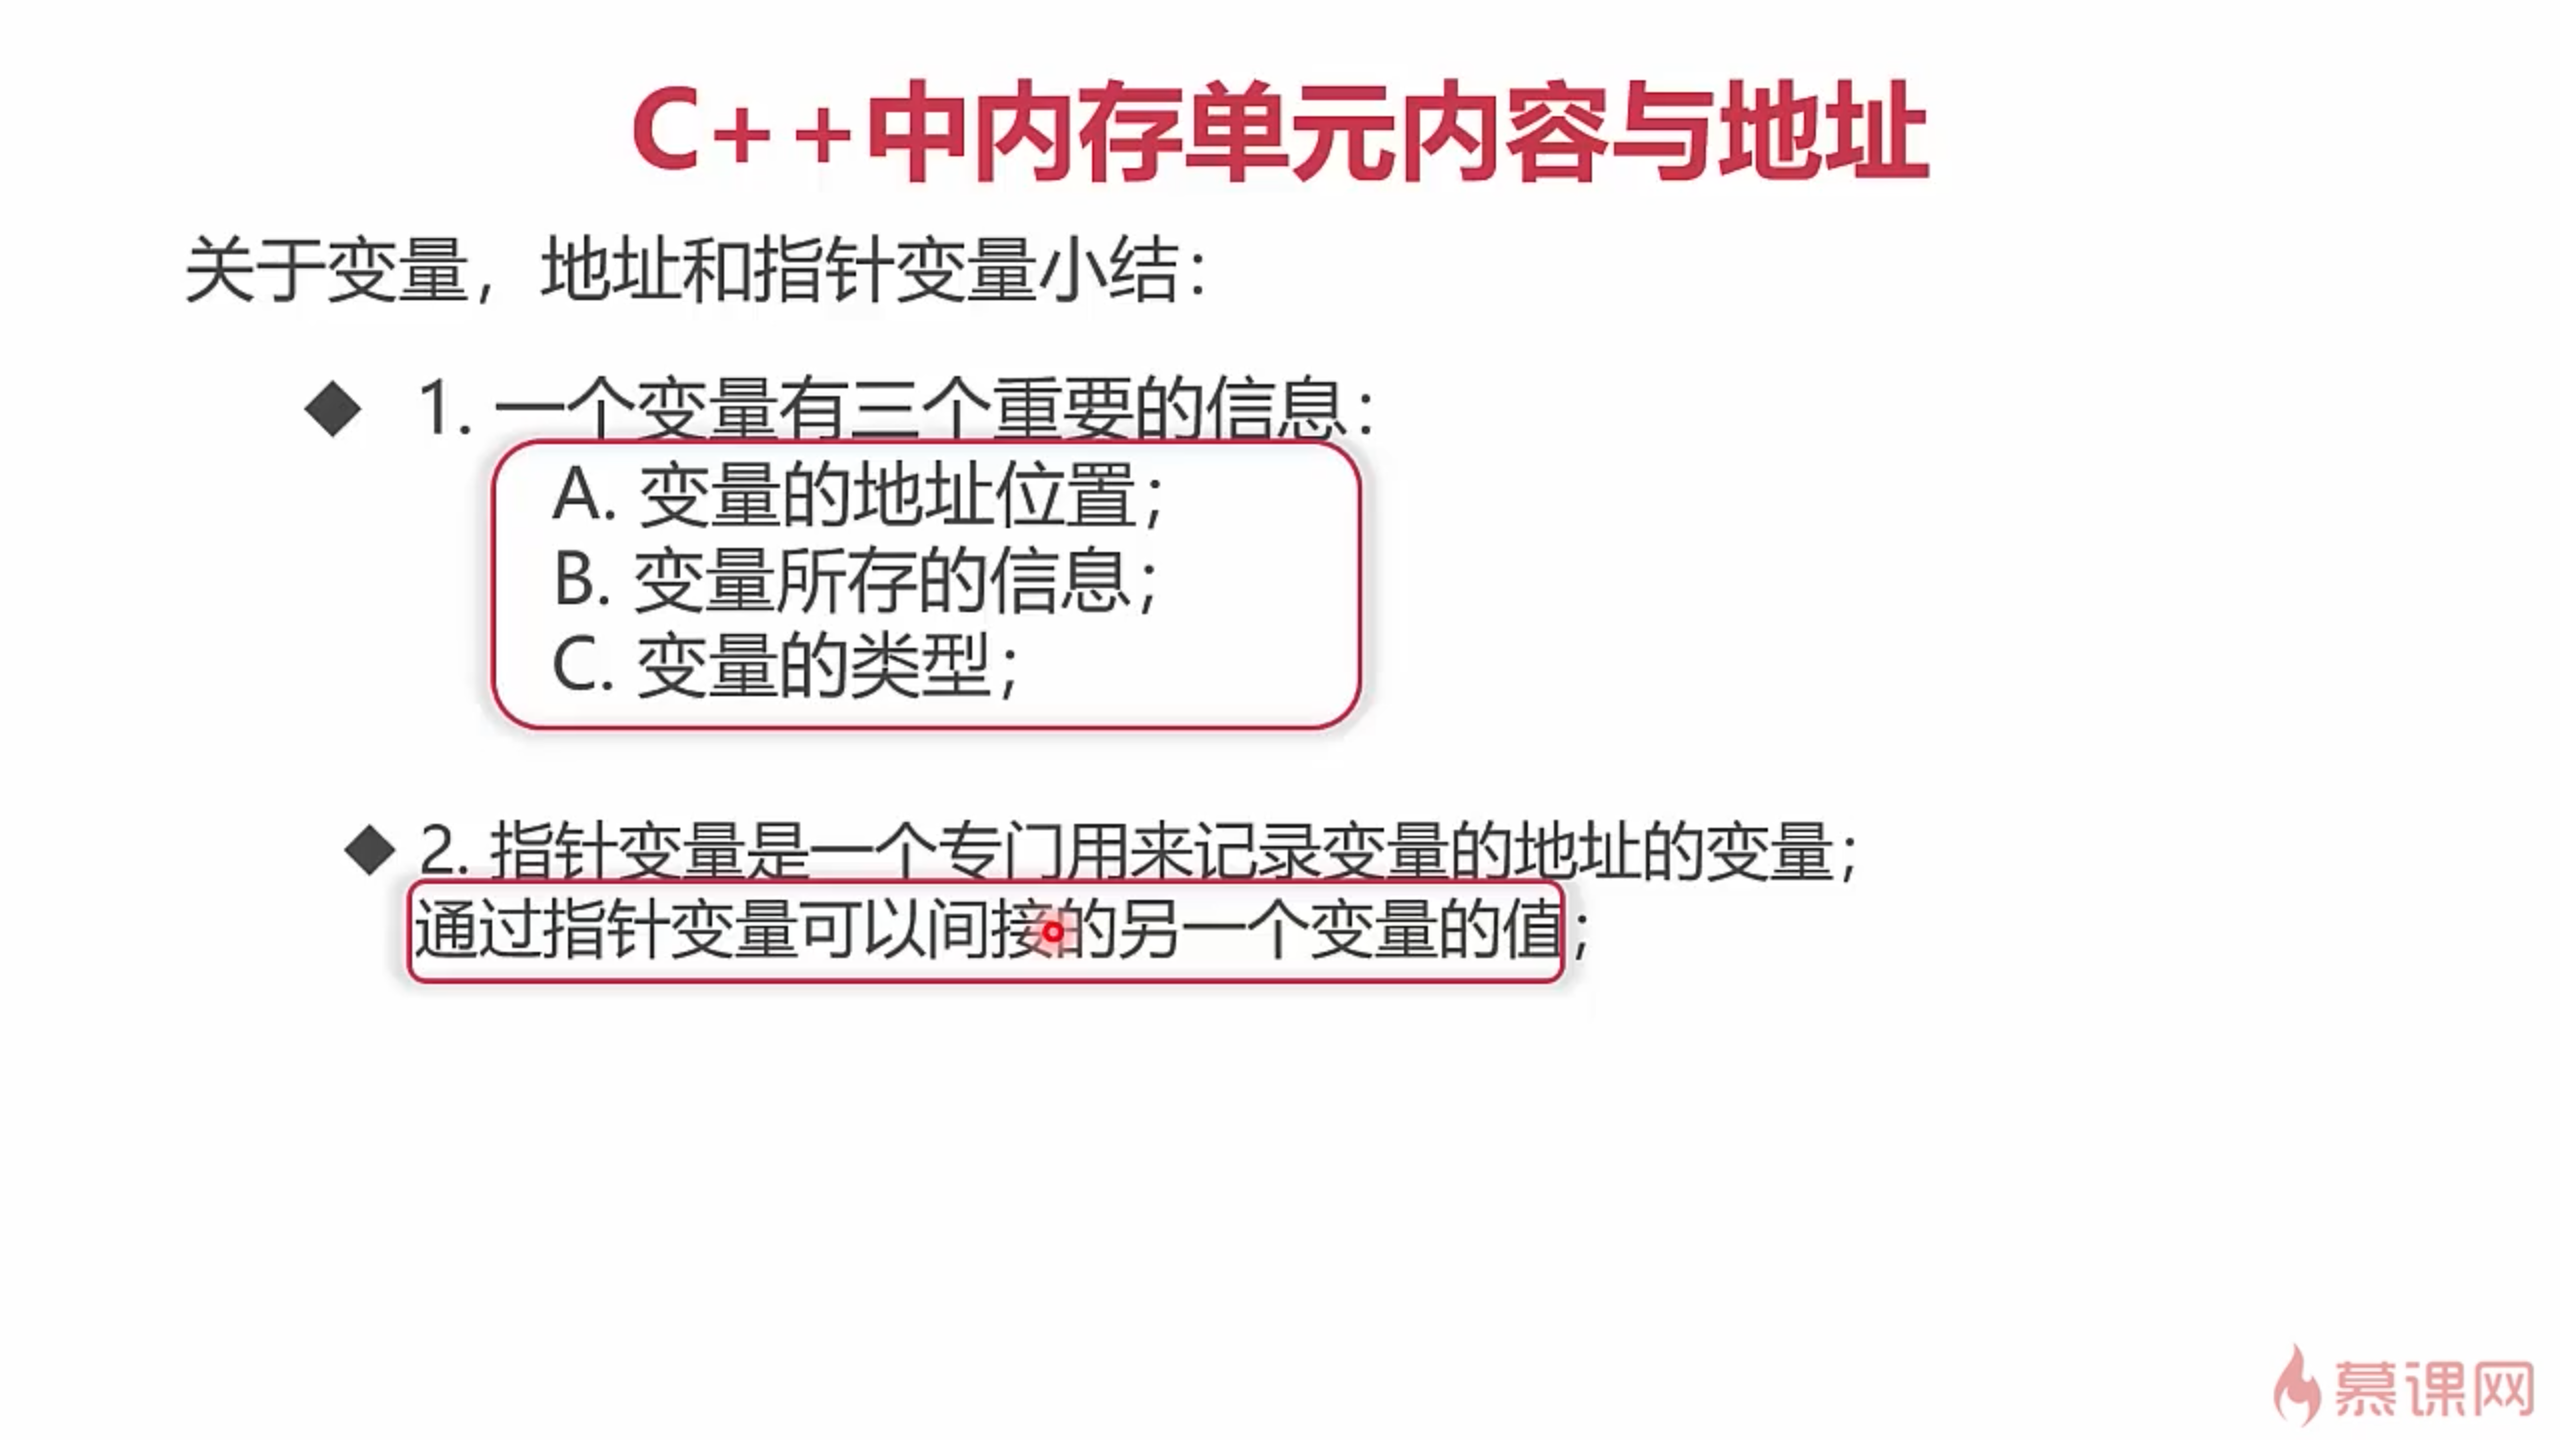 C++中内存单元内容与地址
关于变量，地址和指针变量小结：
◆ 1. 一个变量有三个重要的信息：
A. 变量的地址位置；
B. 变量所存的信息；
C. 变量的类型；
◆ 2. 指针变量是一个专门用来记录变量的地址的变量；
通过指针变量可以间接的另一个变量的值；
慕课网